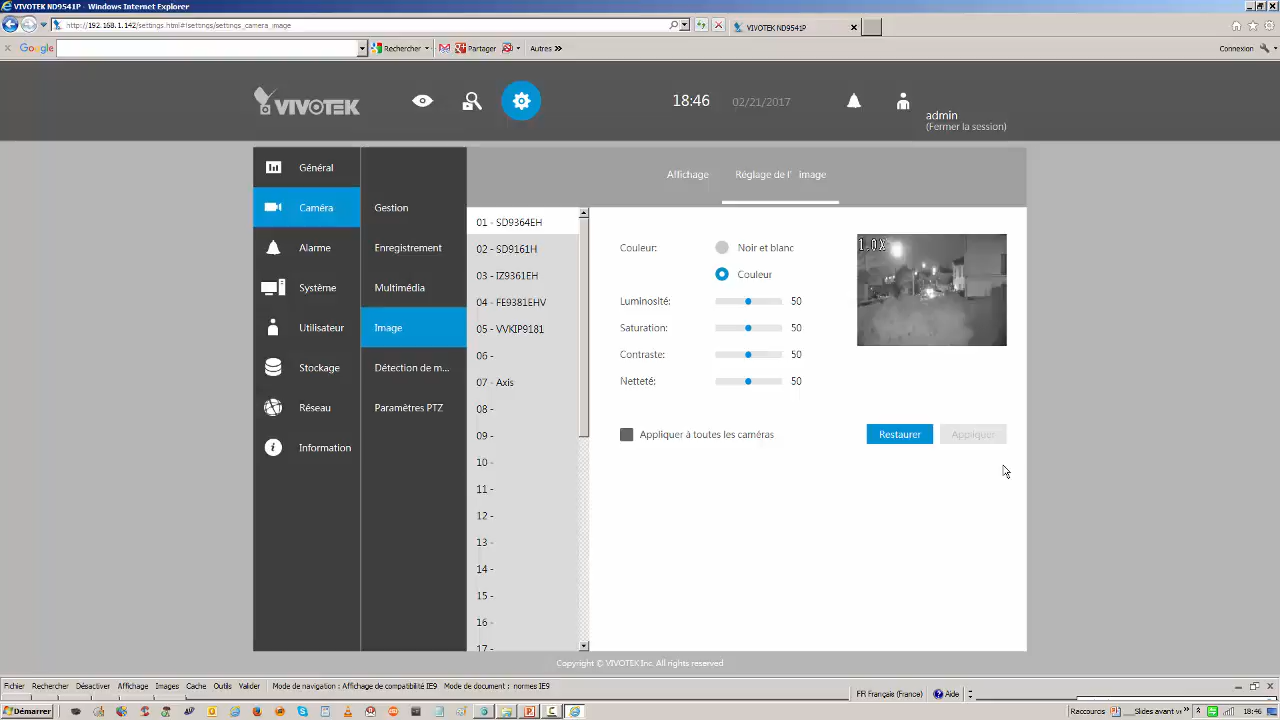 VIVOTEK ND9541P - Windows Internet Explorer
http://192.168.1.142/settings.html#!settings/settings_camera_image
VIVOTEK ND9541P
Google
Rechercher
Partager
Autres »
Connexion
VIVOTEK
18:46
02/21/2017
admin
(Fermer la session)
Général
Caméra
Alarme
Système
Utilisateur
Stockage
Réseau
Information
Gestion
Enregistrement
Multimédia
Image
Détection de m...
Paramètres PTZ
01 - SD9364EH
02 - SD9161H
03 - IZ9361EH
04 - FE9381EHV
05 - VVKIP9181
06 -
07 - Axis
08 -
09 -
10 -
11 -
12 -
13 -
14 -
15 -
16 -
17 -
Affichage
Réglage de l' image
Couleur:
Noir et blanc
Couleur
Luminosité:
50
Saturation:
50
Contraste:
50
Netteté:
50
1.0X
Appliquer à toutes les caméras
Restaurer
Appliquer
Copyright © VIVOTEK Inc. All rights reserved
Fichier Rechercher Désactiver Affichage Images Cache Outils Valider Mode de navigation : Affichage de compatibilité IE9 Mode de document : normes IE9
FR Français (France)
Aide
Démarrer
Raccourcis
__Slides avant ve
»
18:46